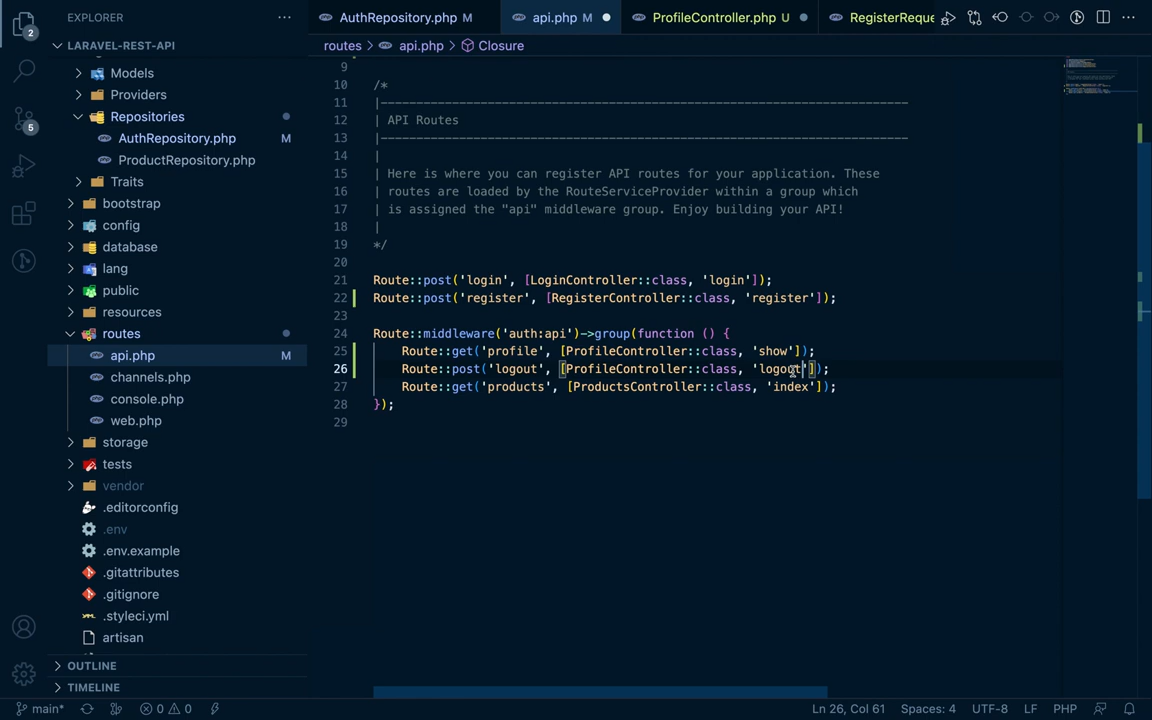 EXPLORER
AuthRepository.php M
api.php M
ProfileController.php U
RegisterReque
2
LARAVEL-REST-API
routes > api.php > Closure
Models
Providers
Repositories
AuthRepository.php M
ProductRepository.php
Traits
bootstrap
config
database
lang
public
resources
routes
api.php M
channels.php
console.php
web.php
storage
tests
vendor
.editorconfig
.env
.env.example
.gitattributes
.gitignore
.styleci.yml
artisan
OUTLINE
TIMELINE
5
9
10 /*
11 |--------------------------------------------------------------------------
12 | API Routes
13 |--------------------------------------------------------------------------
14 |
15 | Here is where you can register API routes for your application. These
16 | routes are loaded by the RouteServiceProvider within a group which
17 | is assigned the "api" middleware group. Enjoy building your API!
18 |
19 */
20
21 Route::post('login', [LoginController::class, 'login']);
22 Route::post('register', [RegisterController::class, 'register']);
23
24 Route::middleware('auth:api')->group(function () {
25 Route::get('profile', [ProfileController::class, 'show']);
26 Route::post('logout', [ProfileController::class, 'logout']);
27 Route::get('products', [ProductsController::class, 'index']);
28 });
29
main* 0 0 Ln 26, Col 61 Spaces: 4 UTF-8 LF PHP